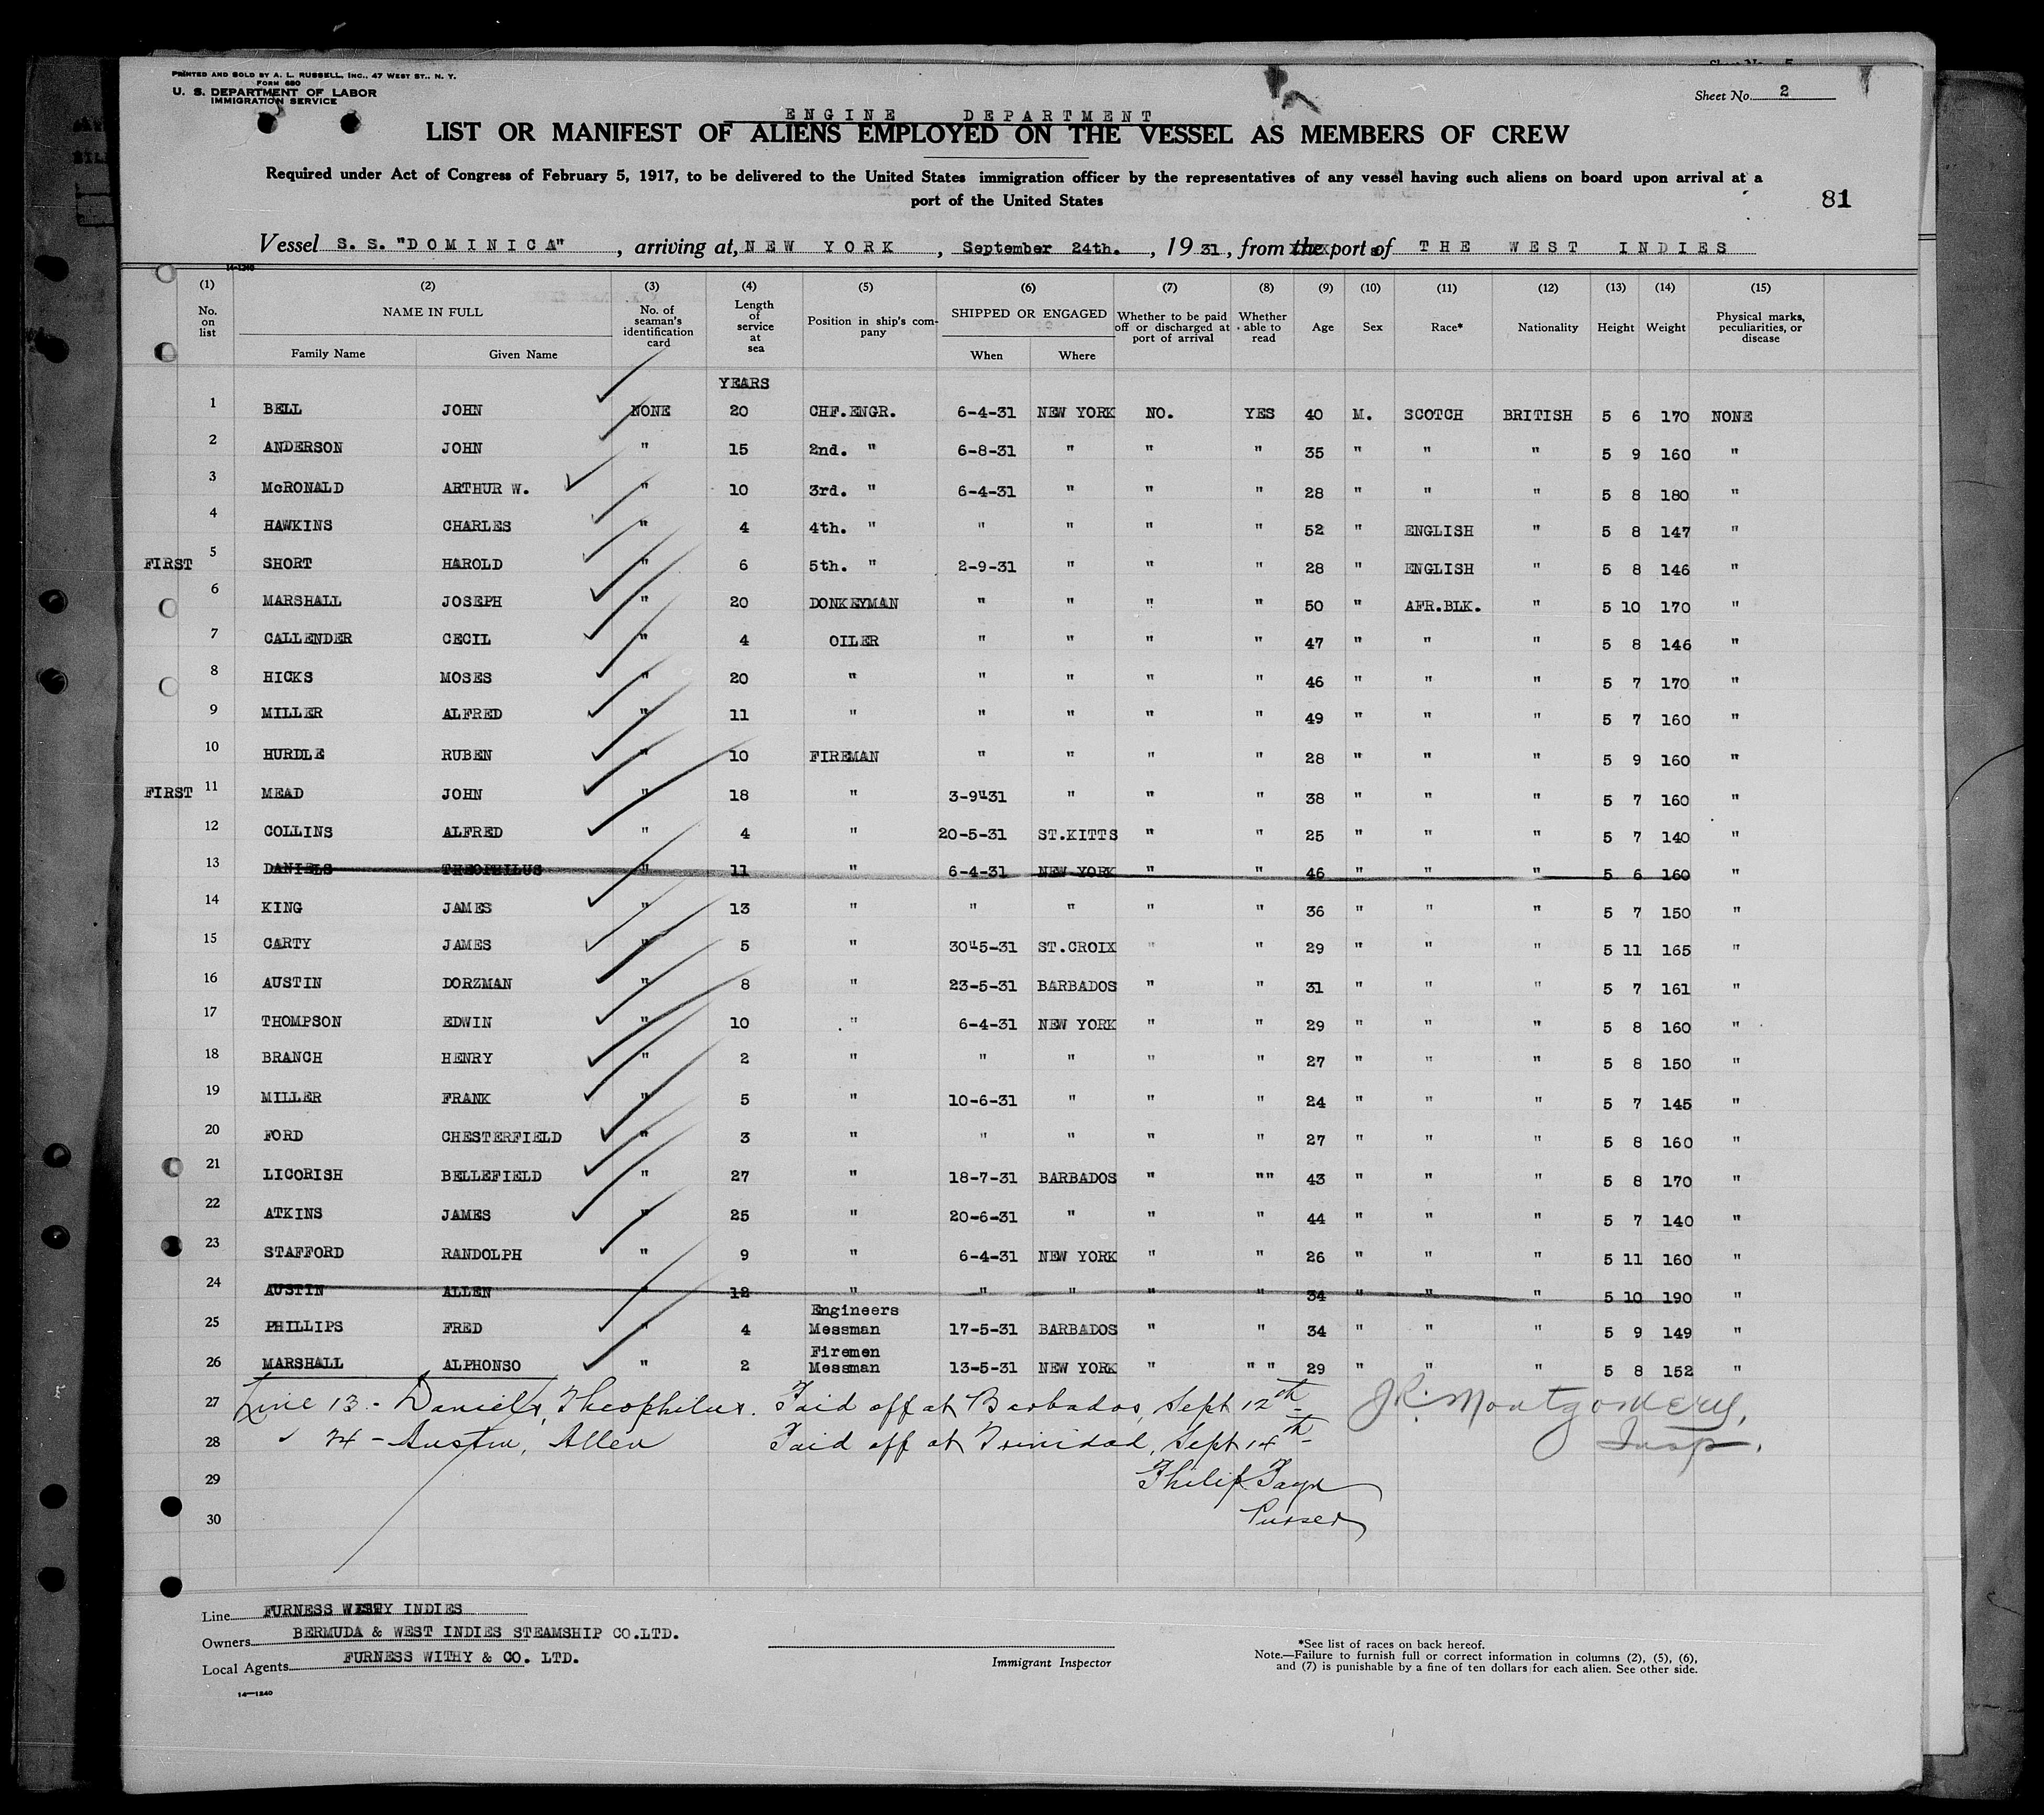 PRINTED AND SOLD BY A. L. RUSSELL, INC., 47 WEST ST., N. Y.
FORM 680
U. S. DEPARTMENT OF LABOR
IMMIGRATION SERVICE
Sheet No. 2
ENGINE DEPARTMENT
LIST OR MANIFEST OF ALIENS EMPLOYED ON THE VESSEL AS MEMBERS OF CREW
Required under Act of Congress of February 5, 1917, to be delivered to the United States immigration officer by the representatives of any vessel having such aliens on board upon arrival at a
port of the United States
81
Vessel S. S. "DOMINICA", arriving at, NEW YORK, September 24th., 1931, from the port s of THE WEST INDIES
14-1240
(1) (2) (3) (4) (5) (6) (7) (8) (9) (10) (11) (12) (13) (14) (15)
No. on list NAME IN FULL Family Name Given Name No. of seaman's identification card Length of service at sea Position in ship's company SHIPPED OR ENGAGED When Where Whether to be paid off or discharged at port of arrival Whether able to read Age Sex Race* Nationality Height Weight Physical marks, peculiarities, or disease
YEARS
1 BELL JOHN NONE 20 CHF.ENGR. 6-4-31 NEW YORK NO. YES 40 M. SCOTCH BRITISH 5 6 170 NONE
2 ANDERSON JOHN " 15 2nd. " 6-8-31 " " " 35 " " " 5 9 160 "
3 McRONALD ARTHUR W. " 10 3rd. " 6-4-31 " " " 28 " " " 5 8 180 "
4 HAWKINS CHARLES " 4 4th. " " " " " 52 " ENGLISH " 5 8 147 "
FIRST 5 SHORT HAROLD " 6 5th. " 2-9-31 " " " 28 " ENGLISH " 5 8 146 "
6 MARSHALL JOSEPH " 20 DONKEYMAN " " " " 50 " AFR.BLK. " 5 10 170 "
7 CALLENDER CECIL " 4 OILER " " " " 47 " " " 5 8 146 "
8 HICKS MOSES " 20 " " " " " 46 " " " 5 7 170 "
9 MILLER ALFRED " 11 " " " " " 49 " " " 5 7 160 "
10 HURDLE RUBEN " 10 FIREMAN " " " " 28 " " " 5 9 160 "
FIRST 11 MEAD JOHN " 18 " 3-9"31 " " " 38 " " " 5 7 160 "
12 COLLINS ALFRED " 4 " 20-5-31 ST.KITTS " " 25 " " " 5 7 140 "
13 DANIELS THEOPHILUS " 11 " 6-4-31 NEW YORK " " 46 " " " 5 6 160 "
14 KING JAMES " 13 " " " " " 36 " " " 5 7 150 "
15 CARTY JAMES " 5 " 30"5-31 ST.CROIX " " 29 " " " 5 11 165 "
16 AUSTIN DORZMAN " 8 " 23-5-31 BARBADOS " " 31 " " " 5 7 161 "
17 THOMPSON EDWIN " 10 " 6-4-31 NEW YORK " " 29 " " " 5 8 160 "
18 BRANCH HENRY " 2 " " " " " 27 " " " 5 8 150 "
19 MILLER FRANK " 5 " 10-6-31 " " " 24 " " " 5 7 145 "
20 FORD CHESTERFIELD " 3 " " " " " 27 " " " 5 8 160 "
21 LICORISH BELLEFIELD " 27 " 18-7-31 BARBADOS " "" 43 " " " 5 8 170 "
22 ATKINS JAMES " 25 " 20-6-31 " " " 44 " " " 5 7 140 "
23 STAFFORD RANDOLPH " 9 " 6-4-31 NEW YORK " " 26 " " " 5 11 160 "
24 AUSTIN ALLEN " 12 " " " " " 34 " " " 5 10 190 "
25 PHILLIPS FRED " 4 Engineers Messman 17-5-31 BARBADOS " " 34 " " " 5 9 149 "
26 MARSHALL ALPHONSO " 2 Firemen Messman 13-5-31 NEW YORK " " " 29 " " " 5 8 152 "
27 Line 13 - Daniels, Theophilus. Paid off at Barbados, Sept 12th J.R. Montgomery,
28 " 24 - Austin, Allen Paid off at Trinidad, Sept 14th Insp.
29 Philip
30 Purser
Line FURNESS INDIES
Owners BERMUDA & WEST INDIES STEAMSHIP CO.LTD.
Local Agents FURNESS WITHY & CO. LTD.
Immigrant Inspector
*See list of races on back hereof.
Note.—Failure to furnish full or correct information in columns (2), (5), (6),
and (7) is punishable by a fine of ten dollars for each alien. See other side.
14—1240